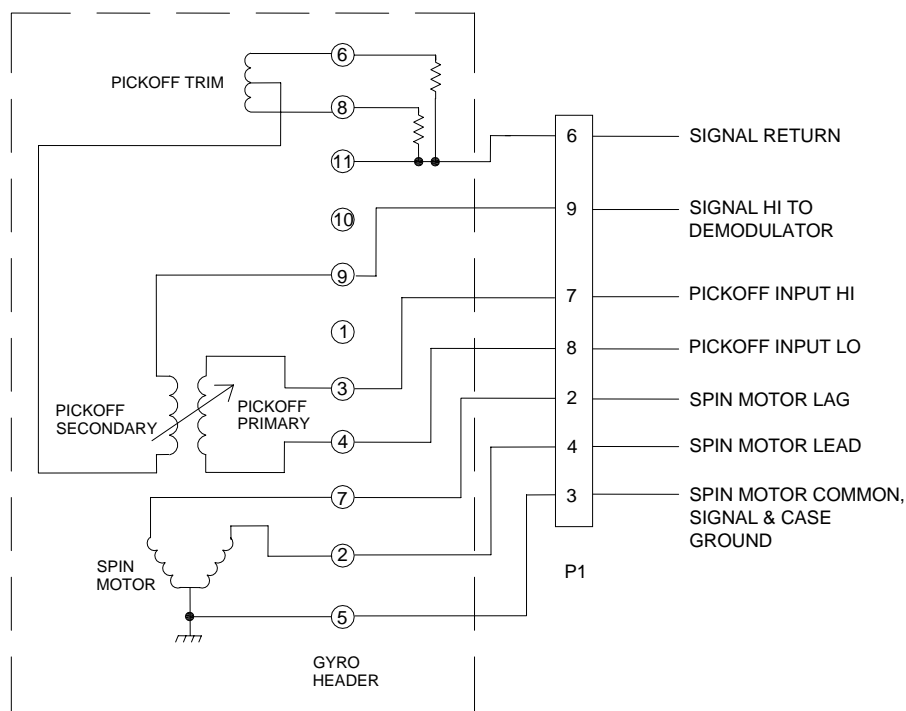 PICKOFF TRIM
6
8
11
10
9
1
3
4
7
2
5
PICKOFF
SECONDARY
PICKOFF
PRIMARY
SPIN
MOTOR
GYRO
HEADER
6
9
7
8
2
4
3
P1
SIGNAL RETURN
SIGNAL HI TO
DEMODULATOR
PICKOFF INPUT HI
PICKOFF INPUT LO
SPIN MOTOR LAG
SPIN MOTOR LEAD
SPIN MOTOR COMMON,
SIGNAL & CASE
GROUND